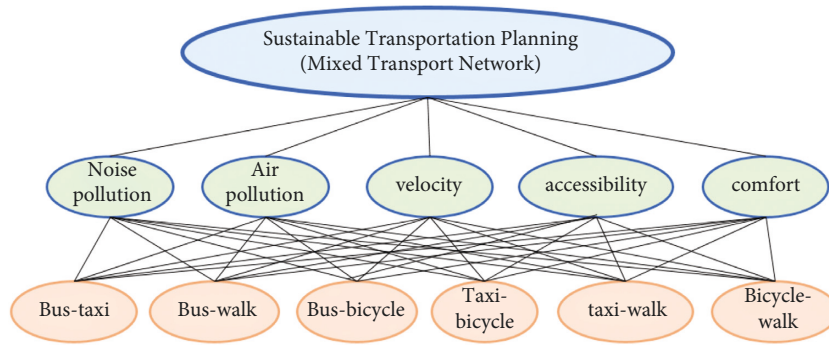 Sustainable Transportation Planning
(Mixed Transport Network)
Noise
pollution
Air
pollution
velocity
accessibility
comfort
Bus-taxi
Bus-walk
Bus-bicycle
Taxi-
bicycle
taxi-walk
Bicycle-
walk